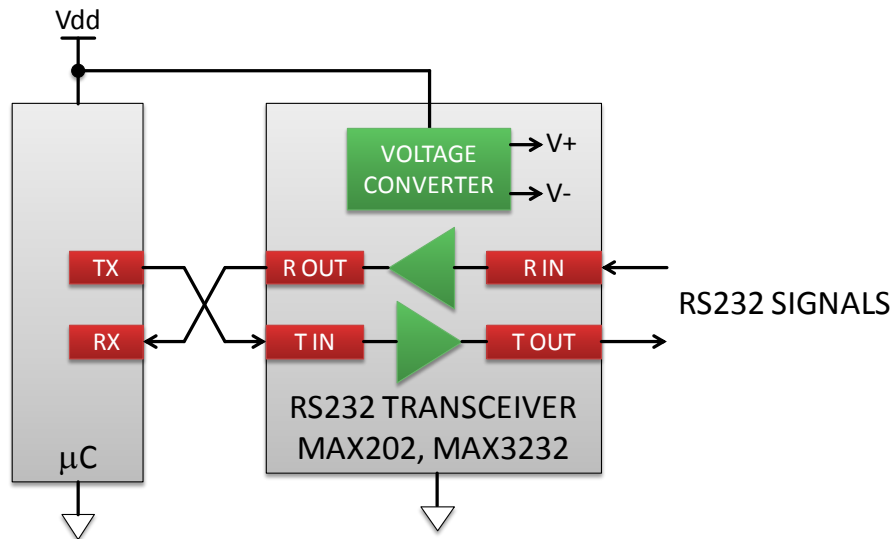 Vdd
VOLTAGE
CONVERTER
V+
V-
TX
R OUT
R IN
RX
T IN
T OUT
RS232 SIGNALS
RS232 TRANSCEIVER
MAX202, MAX3232
μC